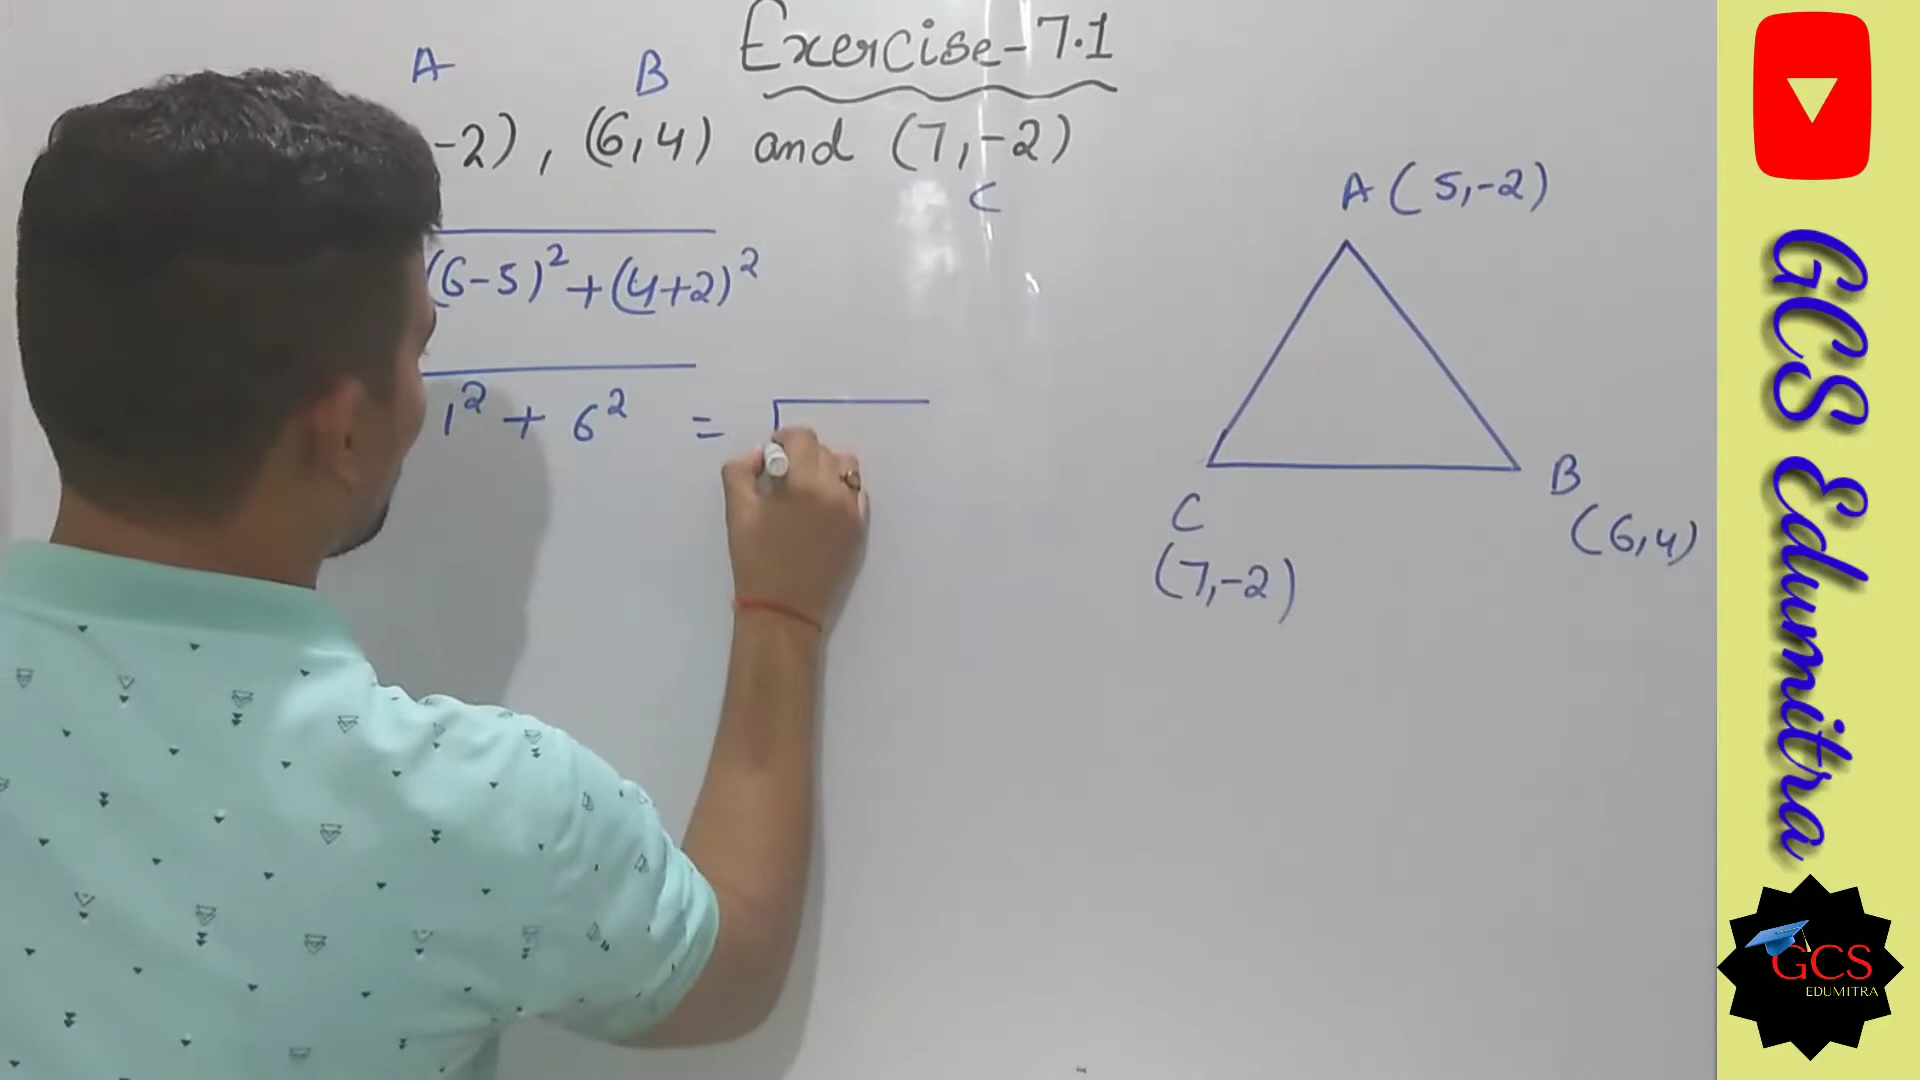 Exercise-7.1
A B
-2), (6,4) and (7,-2)
C
(6-5)² + (4+2)²
1² + 6² = √
A (5,-2)
B
(6,4)
C
(7,-2)
GCS Edumitra
GCS
EDUMITRA